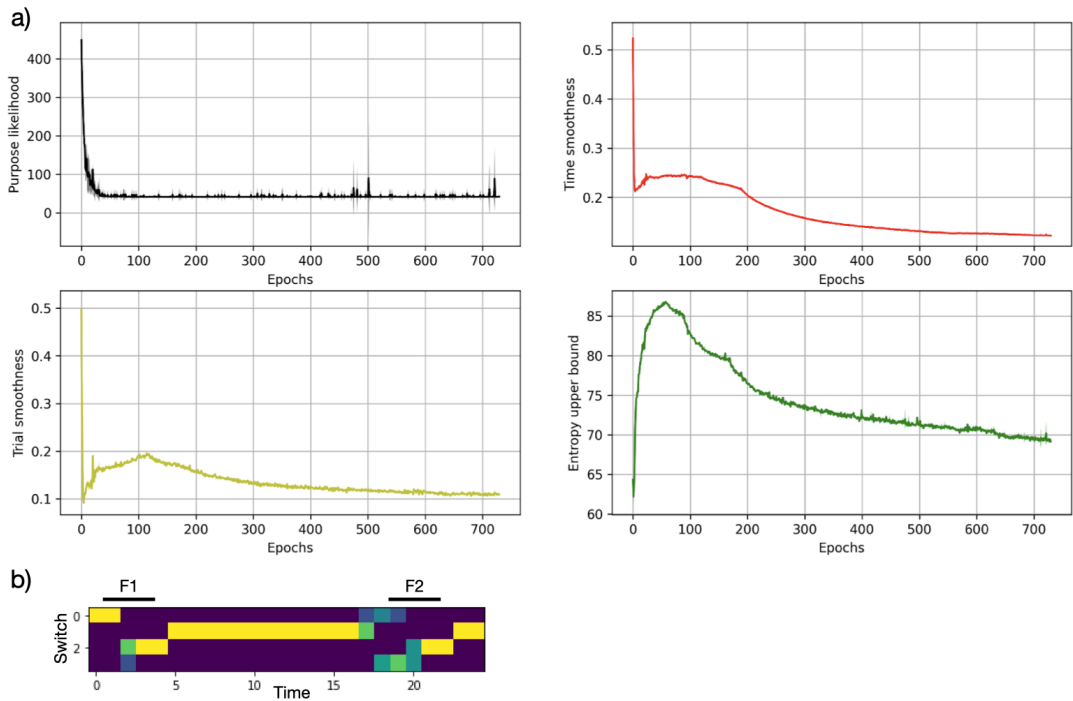 a)
Purpose likelihood
400
300
200
100
0
0 100 200 300 400 500 600 700
Epochs
Time smoothness
0.5
0.4
0.3
0.2
0 100 200 300 400 500 600 700
Epochs
Trial smoothness
0.5
0.4
0.3
0.2
0.1
0 100 200 300 400 500 600 700
Epochs
Entropy upper bound
85
80
75
70
65
60
0 100 200 300 400 500 600 700
Epochs
b)
F1 F2
Switch
0
2
0 5 10 15 20
Time